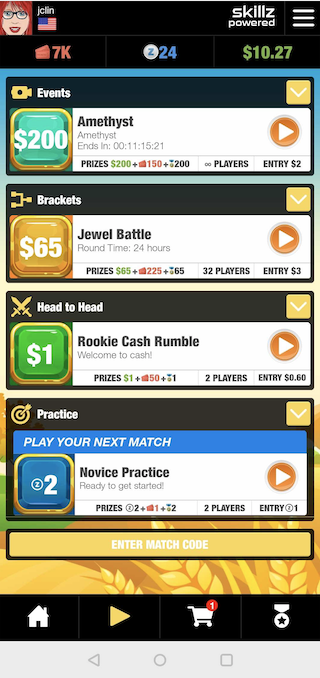 jclin
skillz
powered
7K
Z24
$10.27
Events
$200
Amethyst
Amethyst
Ends In: 00:11:15:21
PRIZES $200+150+200 ∞ PLAYERS ENTRY $2
Brackets
$65
Jewel Battle
Round Time: 24 hours
PRIZES $65+225+65 32 PLAYERS ENTRY $3
Head to Head
$1
Rookie Cash Rumble
Welcome to cash!
PRIZES $1+50+1 2 PLAYERS ENTRY $0.60
Practice
PLAY YOUR NEXT MATCH
Z2
Novice Practice
Ready to get started!
PRIZES Z2+1+2 2 PLAYERS ENTRY Z1
ENTER MATCH CODE
1